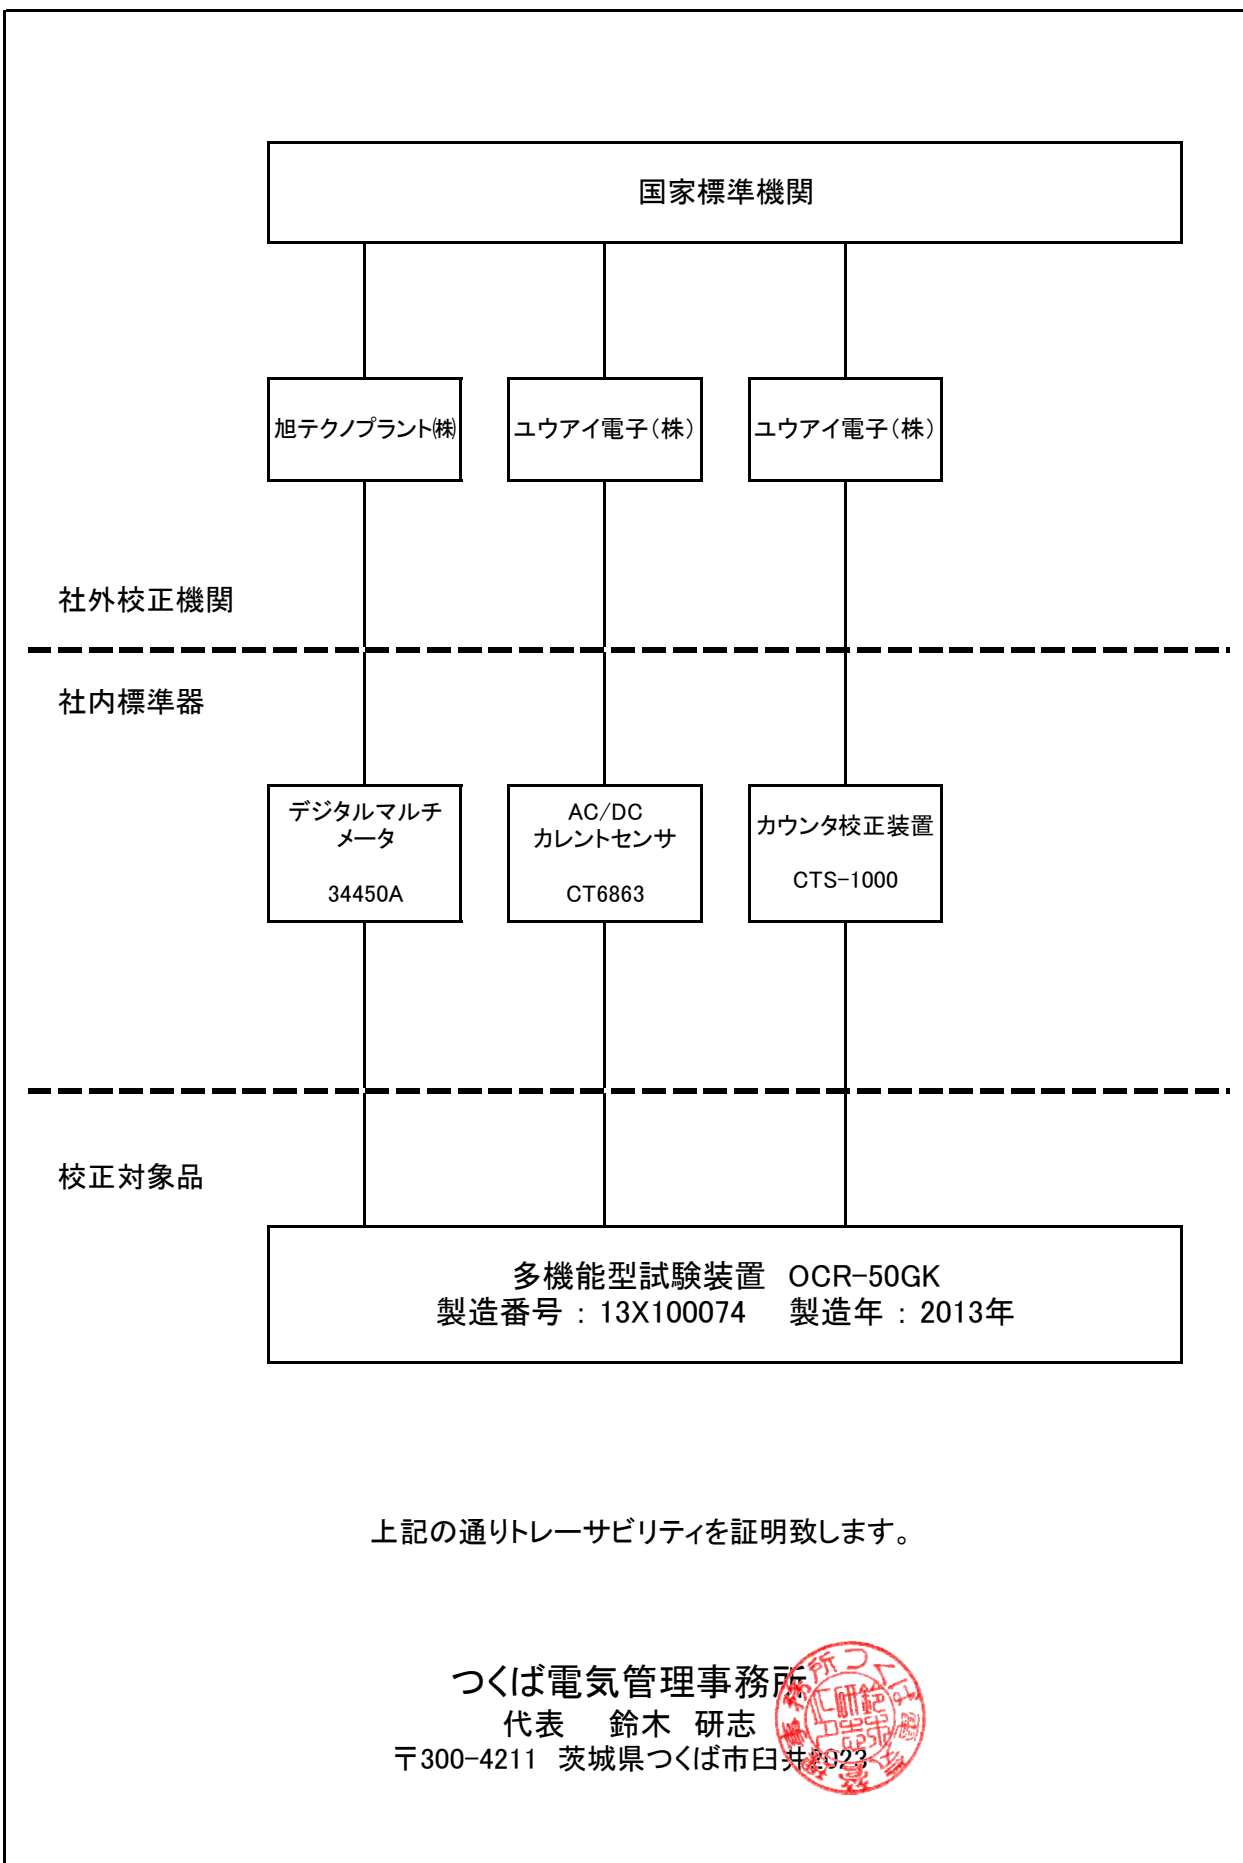 国家標準機関
旭テクノプラント㈱
ユウアイ電子（株）
ユウアイ電子（株）
社外校正機関
社内標準器
デジタルマルチ
メータ
34450A
AC/DC
カレントセンサ
CT6863
カウンタ校正装置
CTS-1000
校正対象品
多機能型試験装置　OCR-50GK
製造番号 : 13X100074　製造年 : 2013年
上記の通りトレーサビリティを証明致します。
つくば電気管理事務所
代表　鈴木 研志
〒300-4211 茨城県つくば市臼井2023